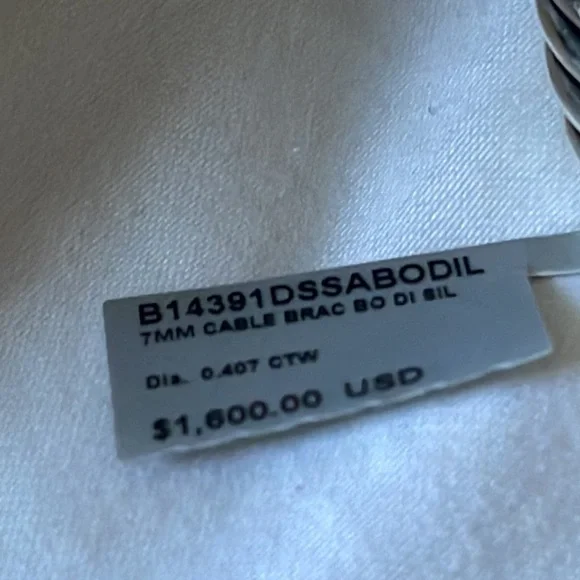 B14391DSSABODIL
7MM CABLE BRAC BO DI SIL
Dia. 0.407 CTW
$1,600.00 USD